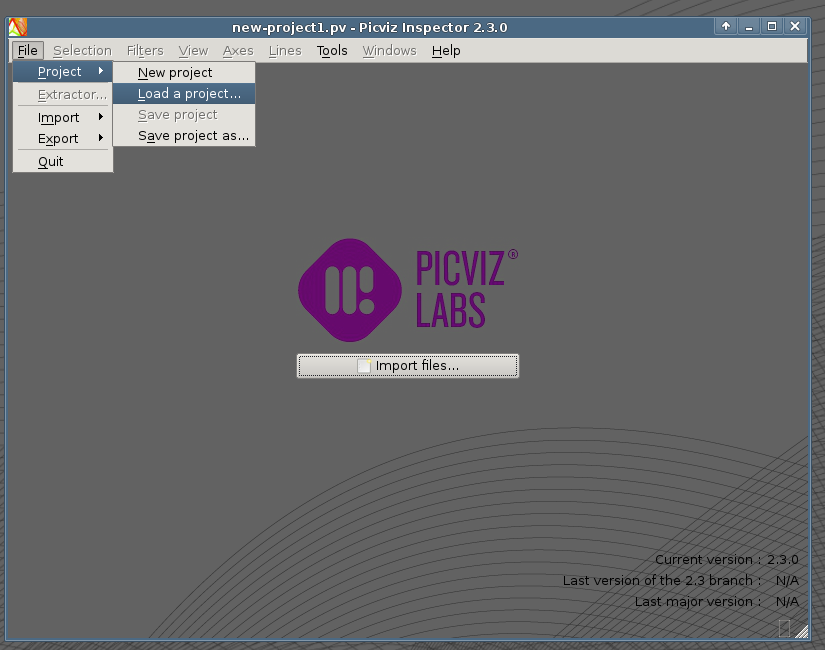 new-project1.pv - Picviz Inspector 2.3.0
File Selection Filters View Axes Lines Tools Windows Help
Project
Extractor...
Import
Export
Quit
New project
Load a project...
Save project
Save project as...
PICVIZ®
LABS
Import files...
Current version : 2.3.0
Last version of the 2.3 branch : N/A
Last major version : N/A